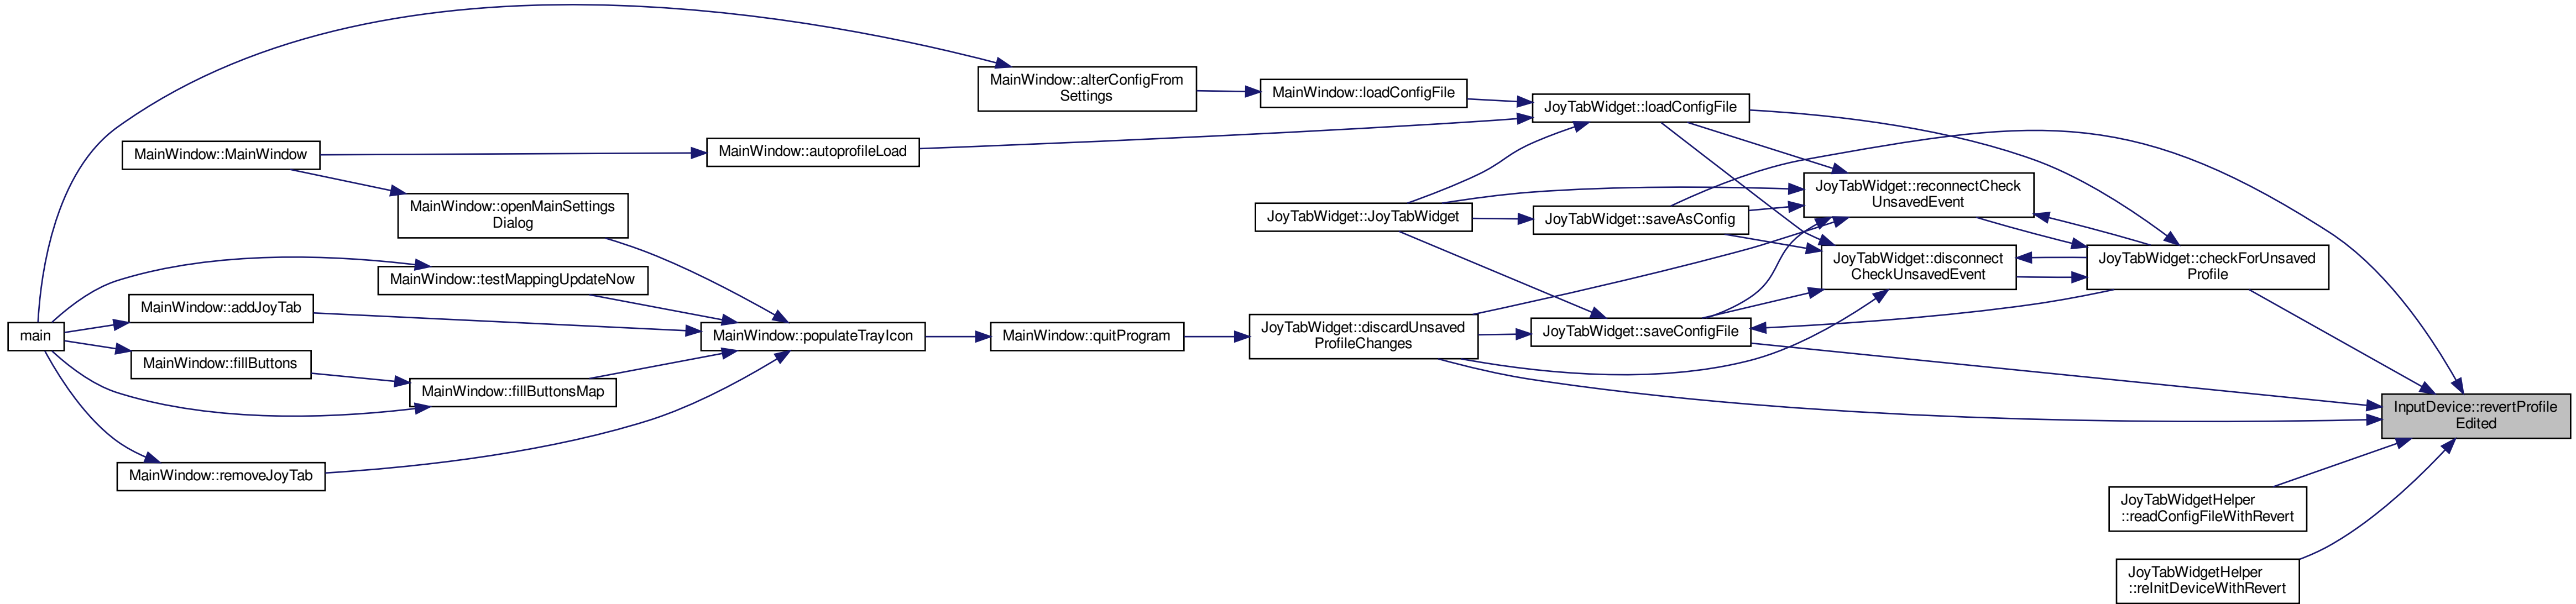 MainWindow::alterConfigFrom
Settings
MainWindow::loadConfigFile
JoyTabWidget::loadConfigFile
MainWindow::MainWindow
MainWindow::autoprofileLoad
JoyTabWidget::reconnectCheck
UnsavedEvent
MainWindow::openMainSettings
Dialog
JoyTabWidget::JoyTabWidget
JoyTabWidget::saveAsConfig
JoyTabWidget::disconnect
CheckUnsavedEvent
JoyTabWidget::checkForUnsaved
Profile
MainWindow::testMappingUpdateNow
MainWindow::addJoyTab
main
MainWindow::populateTrayIcon
MainWindow::quitProgram
JoyTabWidget::discardUnsaved
ProfileChanges
JoyTabWidget::saveConfigFile
MainWindow::fillButtons
MainWindow::fillButtonsMap
InputDevice::revertProfile
Edited
MainWindow::removeJoyTab
JoyTabWidgetHelper
::readConfigFileWithRevert
JoyTabWidgetHelper
::reInitDeviceWithRevert